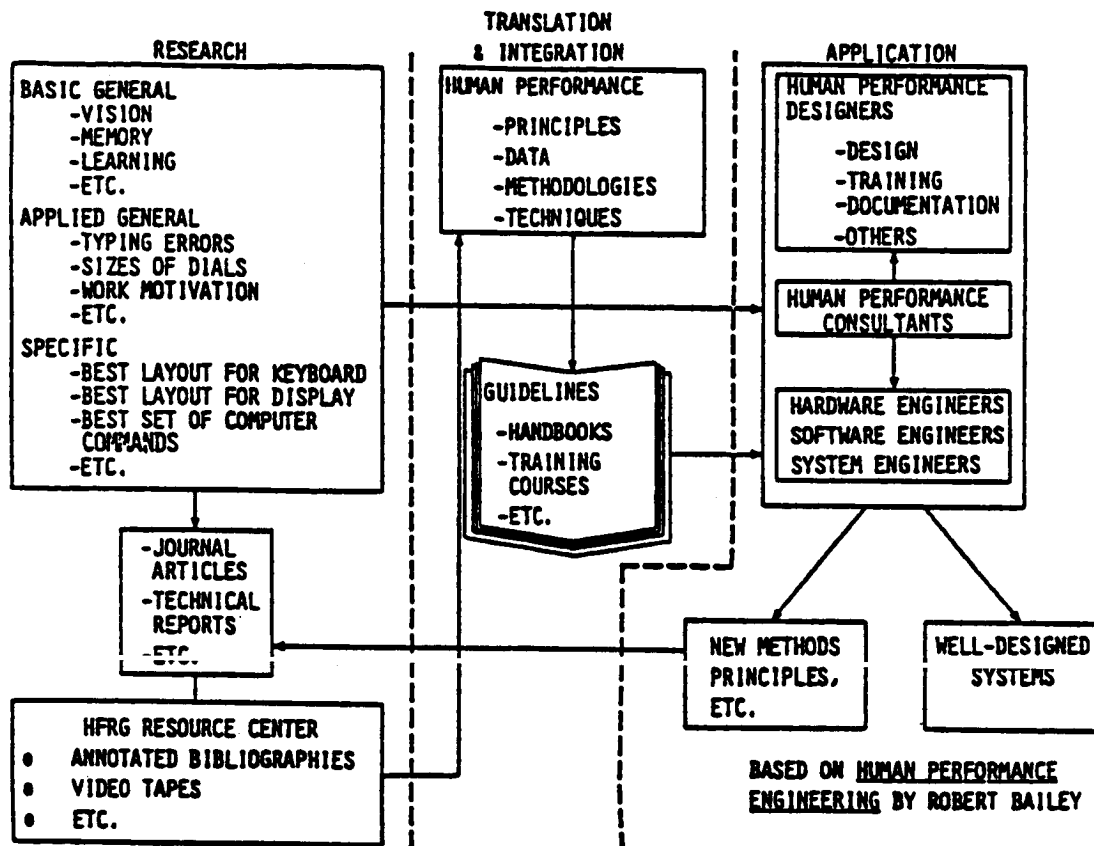 RESEARCH
BASIC GENERAL
-VISION
-MEMORY
-LEARNING
-ETC.
APPLIED GENERAL
-TYPING ERRORS
-SIZES OF DIALS
-WORK MOTIVATION
-ETC.
SPECIFIC
-BEST LAYOUT FOR KEYBOARD
-BEST LAYOUT FOR DISPLAY
-BEST SET OF COMPUTER
COMMANDS
-ETC.
-JOURNAL
ARTICLES
-TECHNICAL
REPORTS
-ETC.
HFRG RESOURCE CENTER
• ANNOTATED BIBLIOGRAPHIES
• VIDEO TAPES
• ETC.
TRANSLATION
& INTEGRATION
HUMAN PERFORMANCE
-PRINCIPLES
-DATA
-METHODOLOGIES
-TECHNIQUES
GUIDELINES
-HANDBOOKS
-TRAINING
COURSES
-ETC.
APPLICATION
HUMAN PERFORMANCE
DESIGNERS
-DESIGN
-TRAINING
-DOCUMENTATION
-OTHERS
HUMAN PERFORMANCE
CONSULTANTS
HARDWARE ENGINEERS
SOFTWARE ENGINEERS
SYSTEM ENGINEERS
NEW METHODS
PRINCIPLES,
ETC.
WELL-DESIGNED
SYSTEMS
BASED ON HUMAN PERFORMANCE
ENGINEERING BY ROBERT BAILEY